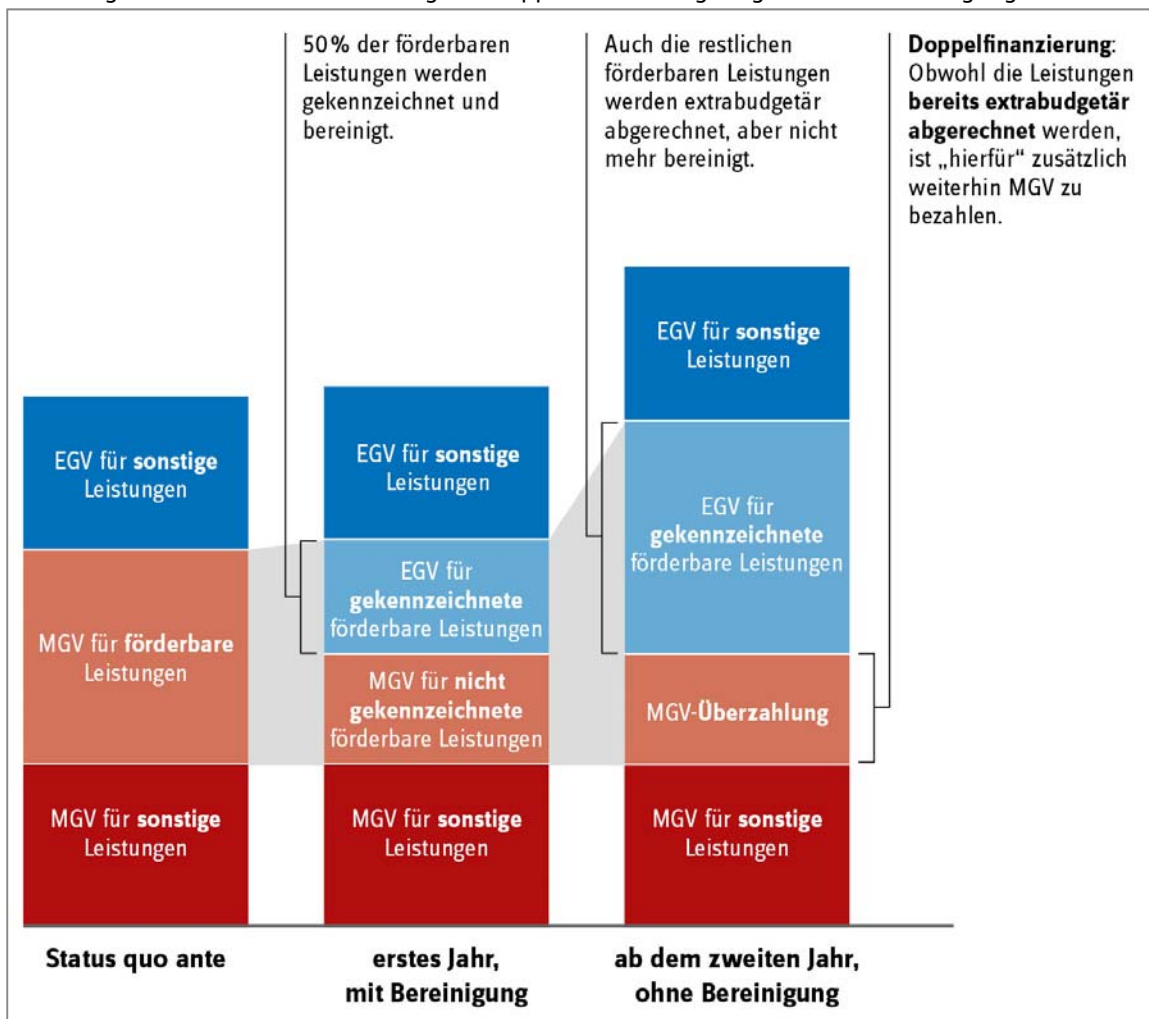 50% der förderbaren
Leistungen werden
gekennzeichnet und
bereinigt.
Auch die restlichen
förderbaren Leistungen
werden extrabudgetär
abgerechnet, aber nicht
mehr bereinigt.
Doppelfinanzierung:
Obwohl die Leistungen
bereits extrabudgetär
abgerechnet werden,
ist „hierfür“ zusätzlich
weiterhin MGV zu
bezahlen.
EGV für sonstige
Leistungen
MGV für förderbare
Leistungen
MGV für sonstige
Leistungen
EGV für sonstige
Leistungen
EGV für
gekennzeichnete
förderbare Leistungen
MGV für nicht
gekennzeichnete
förderbare Leistungen
MGV für sonstige
Leistungen
EGV für sonstige
Leistungen
EGV für
gekennzeichnete
förderbare Leistungen
MGV-Überzahlung
MGV für sonstige
Leistungen
Status quo ante
erstes Jahr,
mit Bereinigung
ab dem zweiten Jahr,
ohne Bereinigung